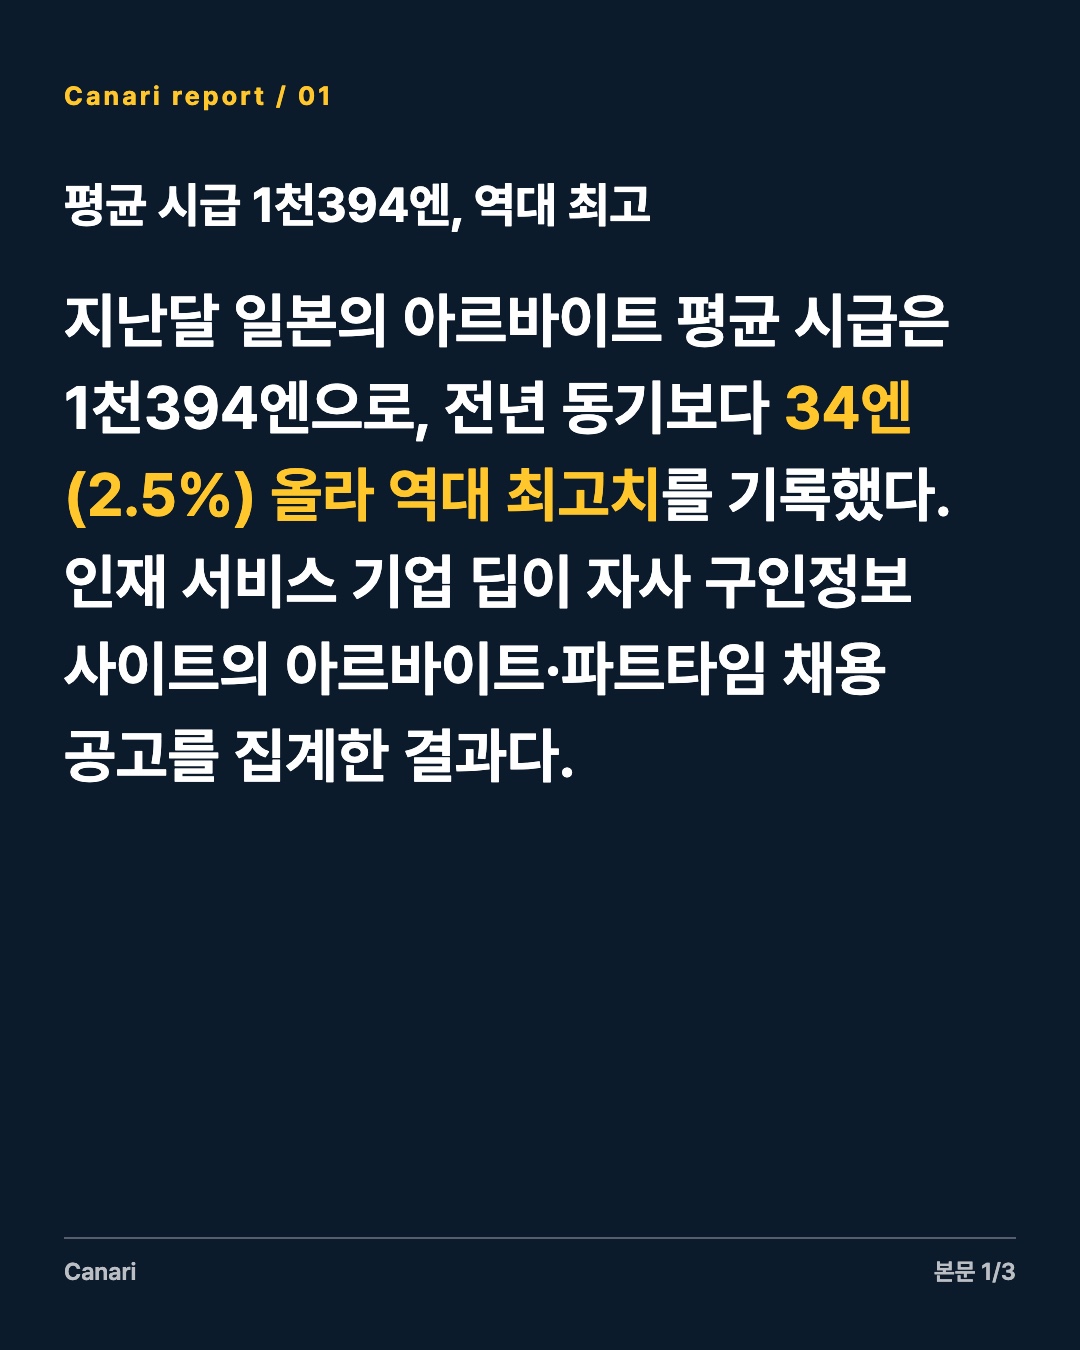 Canari report / 01
평균 시급 1천394엔, 역대 최고
지난달 일본의 아르바이트 평균 시급은
1천394엔으로, 전년 동기보다 34엔
(2.5%) 올라 역대 최고치를 기록했다.
인재 서비스 기업 딥이 자사 구인정보
사이트의 아르바이트·파트타임 채용
공고를 집계한 결과다.
Canari
본문 1/3